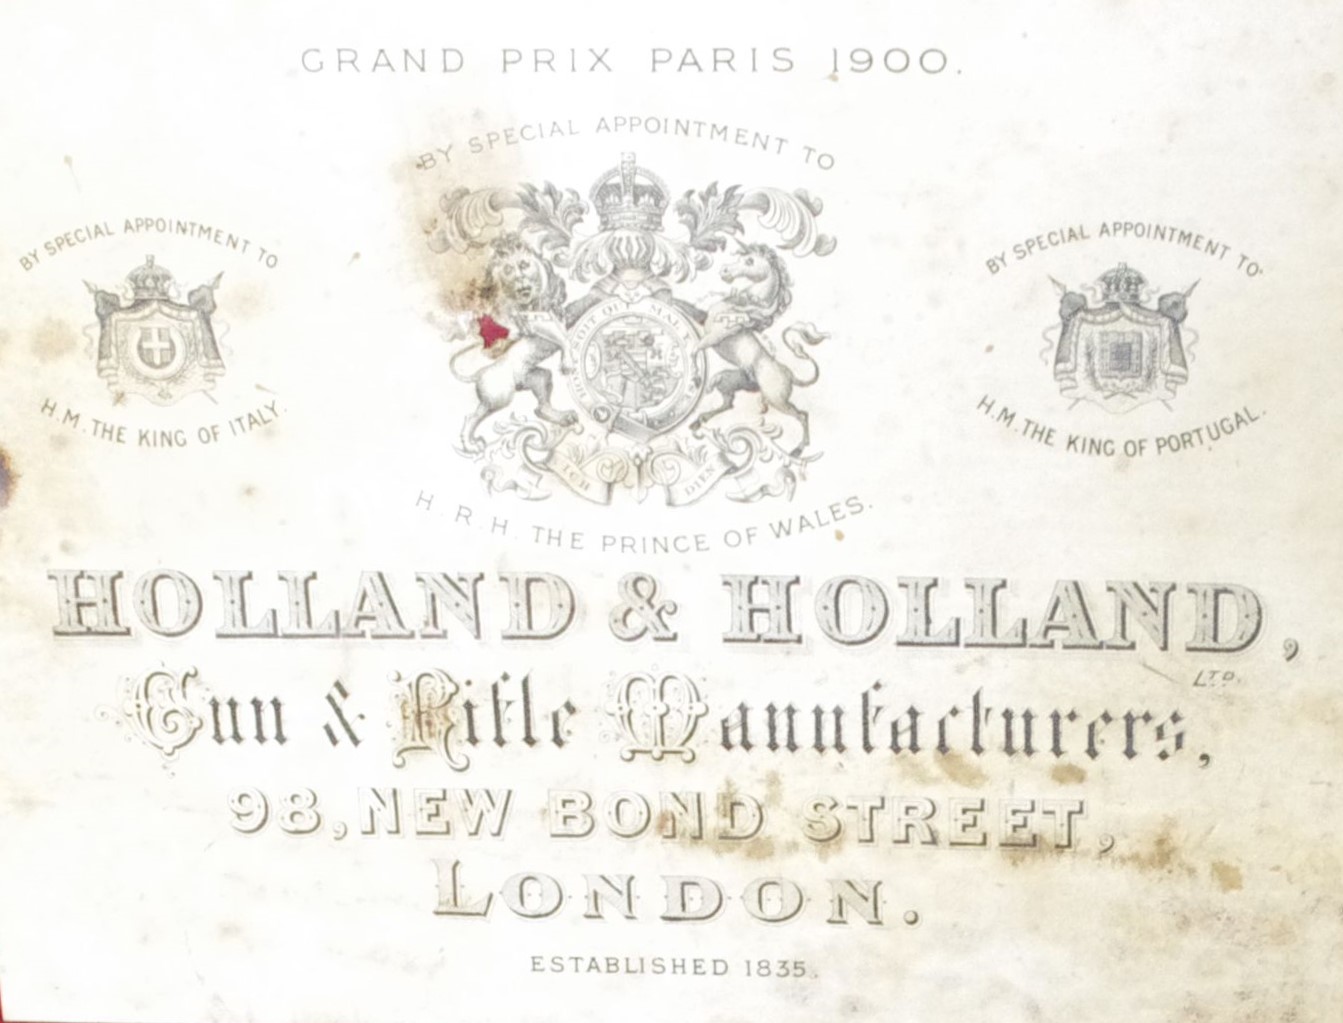 GRAND PRIX PARIS 1900.
BY SPECIAL APPOINTMENT TO
H.R.H. THE PRINCE OF WALES.
BY SPECIAL APPOINTMENT TO
H.M. THE KING OF ITALY.
BY SPECIAL APPOINTMENT TO
H.M. THE KING OF PORTUGAL.
QUI MAL
ICH DIEN
HOLLAND & HOLLAND,
LTD.
Gun & Rifle Manufacturers,
98, NEW BOND STREET,
LONDON.
ESTABLISHED 1835.